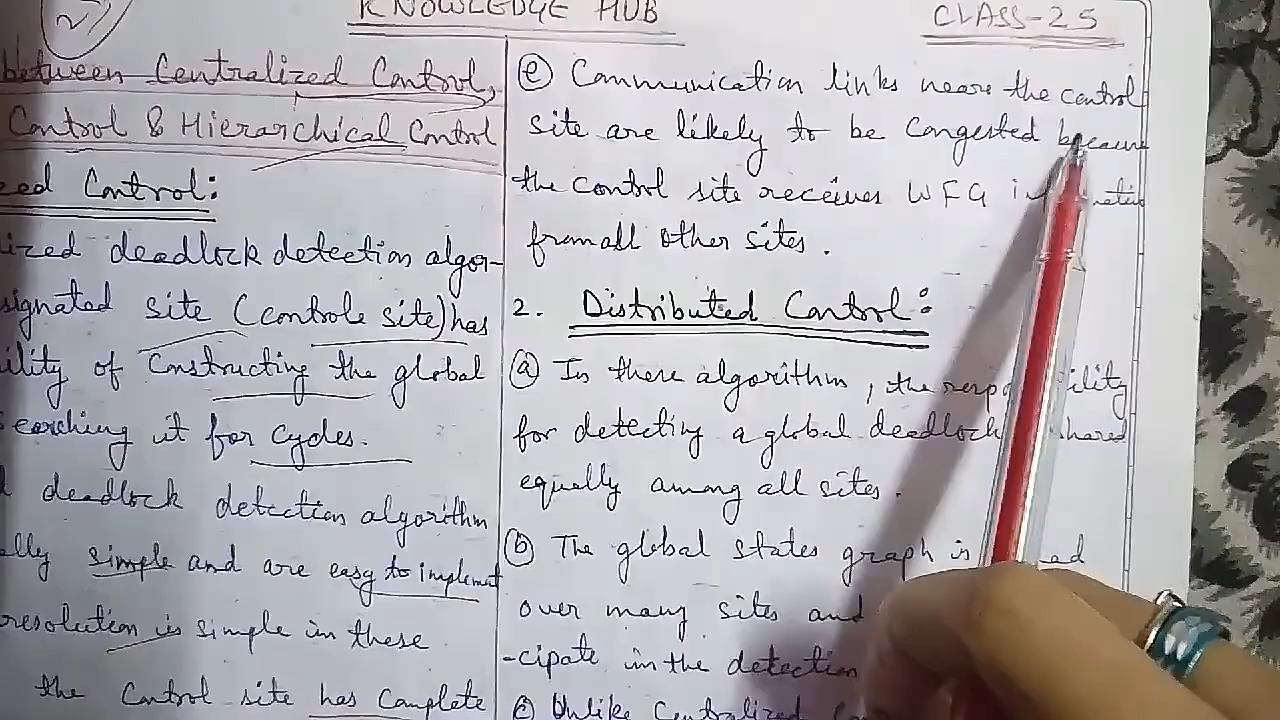 KNOWLEDGE HUB
CLASS-25
between Centralized Control,
Control & Hierarchical Control
zed Control:
lized deadlock detection algor-
signated site (controle site) has
ility of constructing the global
earching it for cycles.
deadlock detection algorithm
ally simple and are easy to implement
resolution is simple in these
the control site has complete
(e) Communication links near the control
site are likely to be congested because
the control site receives WFG
from all other sites.
2. Distributed Control:
(a) In these algorithm, the
for detecting a global deadlock shared
equally among all sites.
(b) The global states graph is
over many sites and
-cipate in the detection
(c) Unlike Centralized